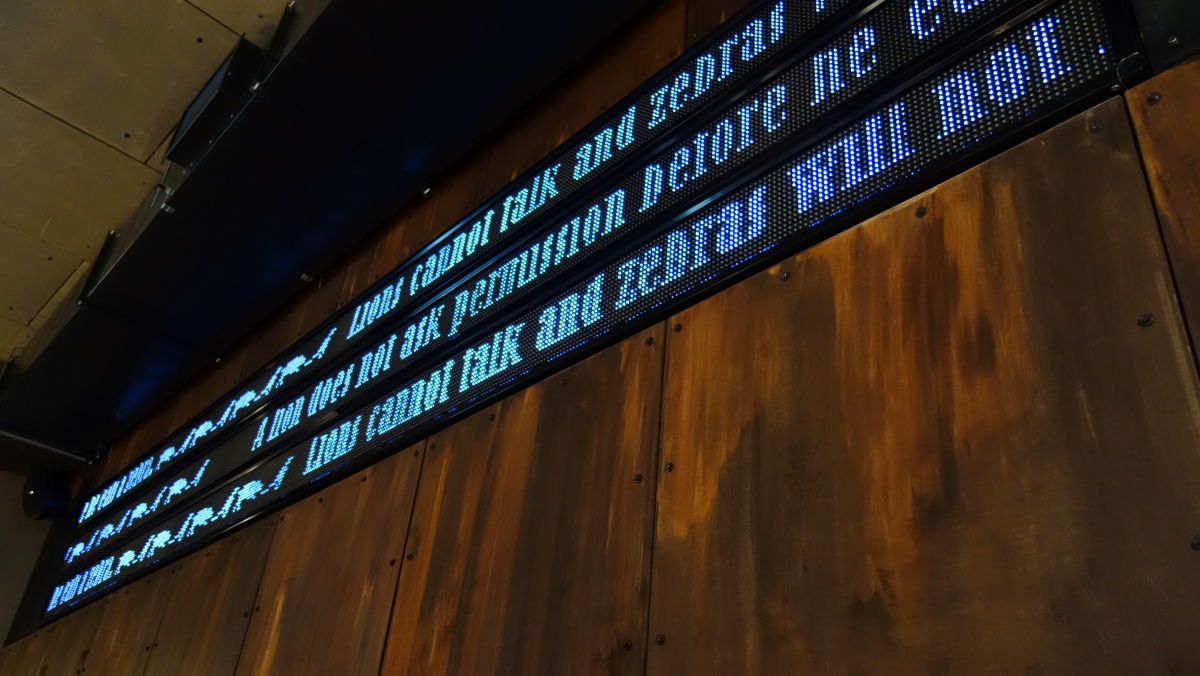 Lions cannot talk and zebras
A lion does not ask permission before he
Lions cannot talk and zebras will not